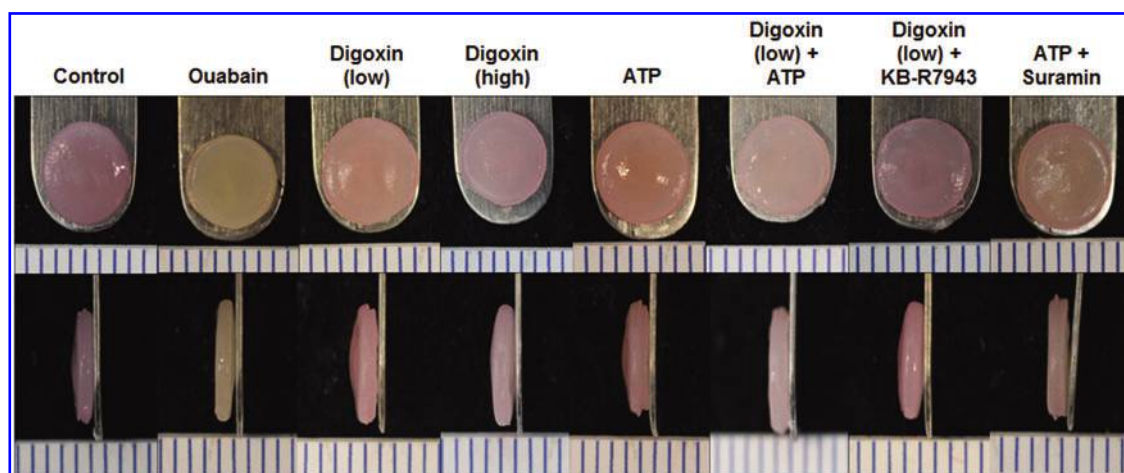 Control
Ouabain
Digoxin
(low)
Digoxin
(high)
ATP
Digoxin
(low) +
ATP
Digoxin
(low) +
KB-R7943
ATP +
Suramin